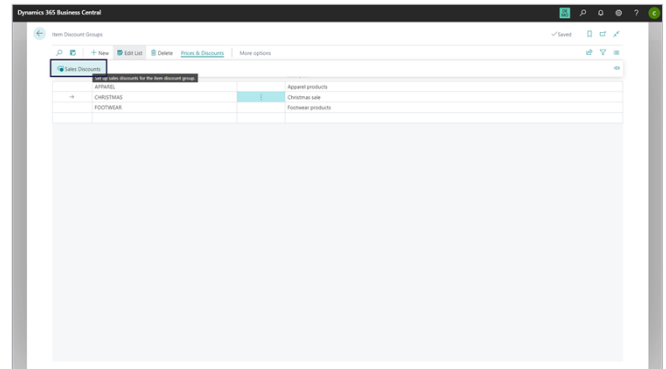 Dynamics 365 Business Central
Item Discount Groups
✓ Saved
+ New Edit List Delete Prices & Discounts More options
Sales Discounts
Set up sales discounts for the item discount group.
APPAREL Apparel products
→ CHRISTMAS Christmas sale
FOOTWEAR Footwear products